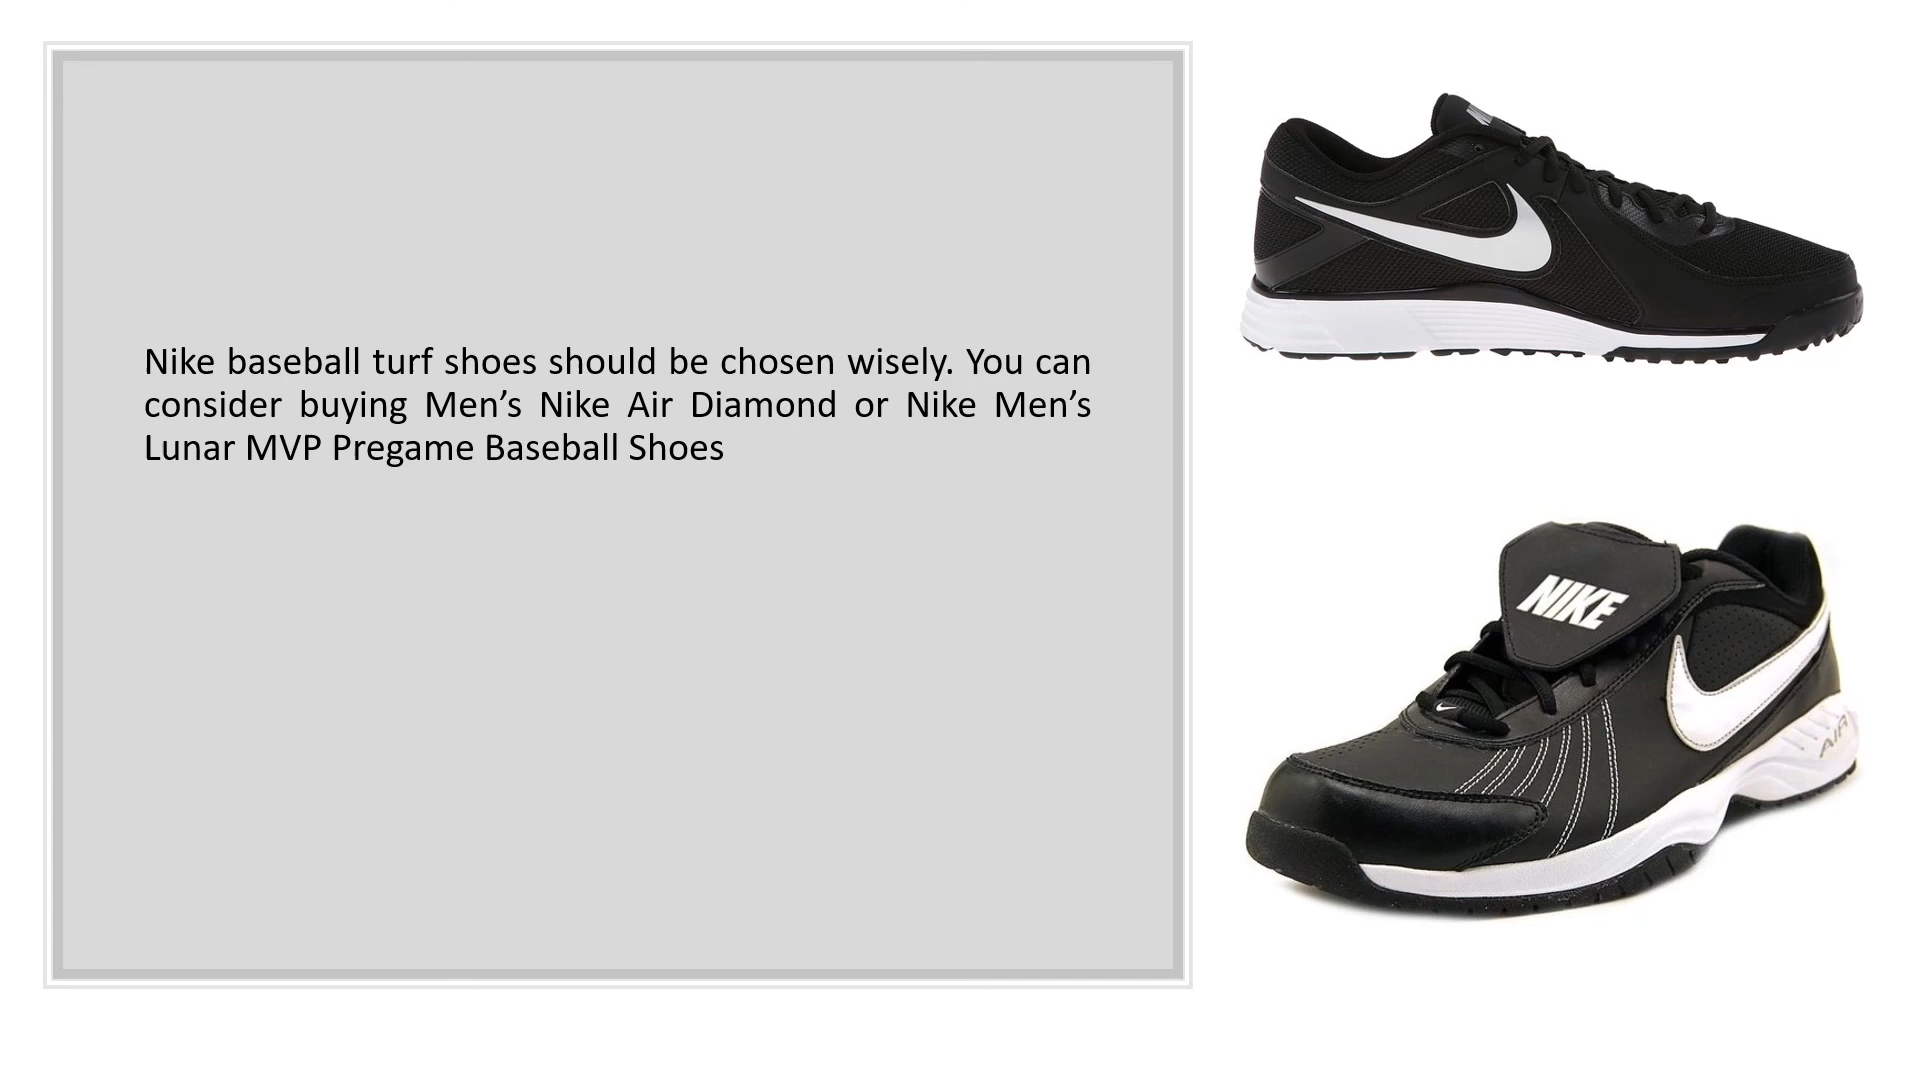 Nike baseball turf shoes should be chosen wisely. You can
consider buying Men’s Nike Air Diamond or Nike Men’s
Lunar MVP Pregame Baseball Shoes
NIKE
AIR